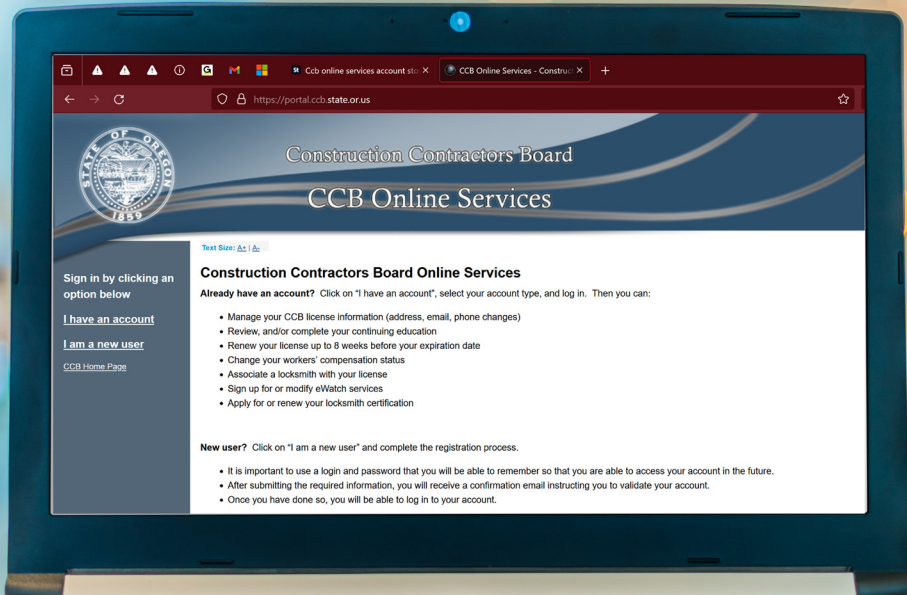 St Ccb online services account sto
CCB Online Services - Construct
https://portal.ccb.state.or.us
STATE OF OREGON
1859
Construction Contractors Board
CCB Online Services
Text Size: A+ | A-
Sign in by clicking an
option below
I have an account
I am a new user
CCB Home Page
Construction Contractors Board Online Services
Already have an account? Click on "I have an account", select your account type, and log in. Then you can:
• Manage your CCB license information (address, email, phone changes)
• Review, and/or complete your continuing education
• Renew your license up to 8 weeks before your expiration date
• Change your workers' compensation status
• Associate a locksmith with your license
• Sign up for or modify eWatch services
• Apply for or renew your locksmith certification
New user? Click on "I am a new user" and complete the registration process.
• It is important to use a login and password that you will be able to remember so that you are able to access your account in the future.
• After submitting the required information, you will receive a confirmation email instructing you to validate your account.
• Once you have done so, you will be able to log in to your account.